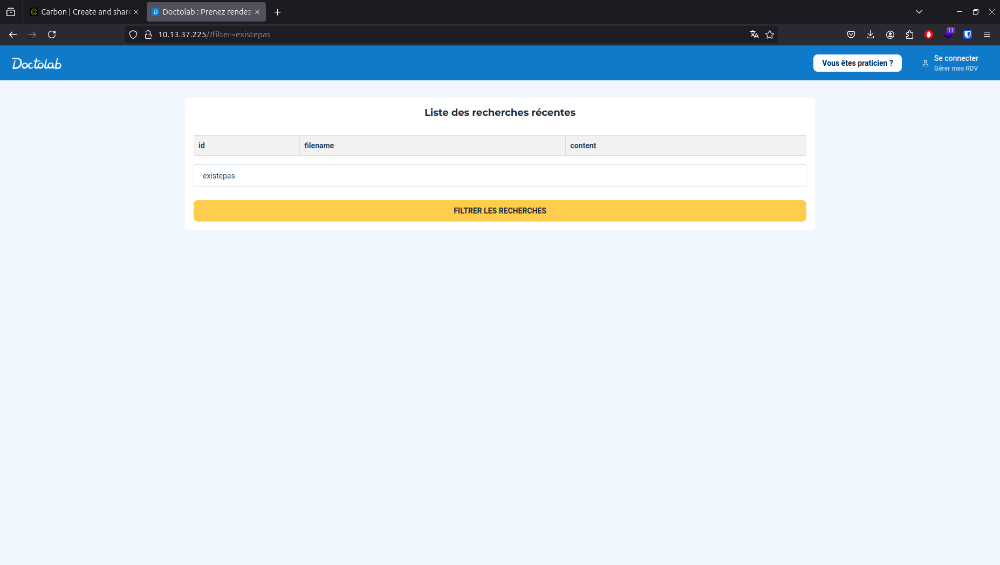 Carbon | Create and share
Doctolab : Prenez rendez-
10.13.37.225/?filter=existepas
11
Doctolab
Vous êtes praticien ?
Se connecter
Gérer mes RDV
Liste des recherches récentes
id filename content
existepas
FILTRER LES RECHERCHES